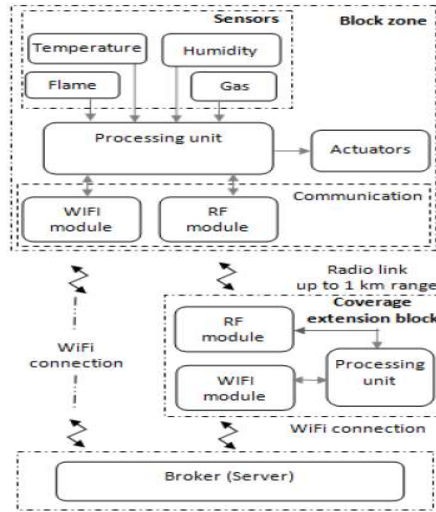 Sensors
Block zone
Temperature
Humidity
Flame
Gas
Processing unit
Actuators
Communication
WIFI
module
RF
module
Radio link
up to 1 km range
Coverage
extension block
RF
module
Processing
unit
WIFI
module
WiFi
connection
WiFi connection
Broker (Server)